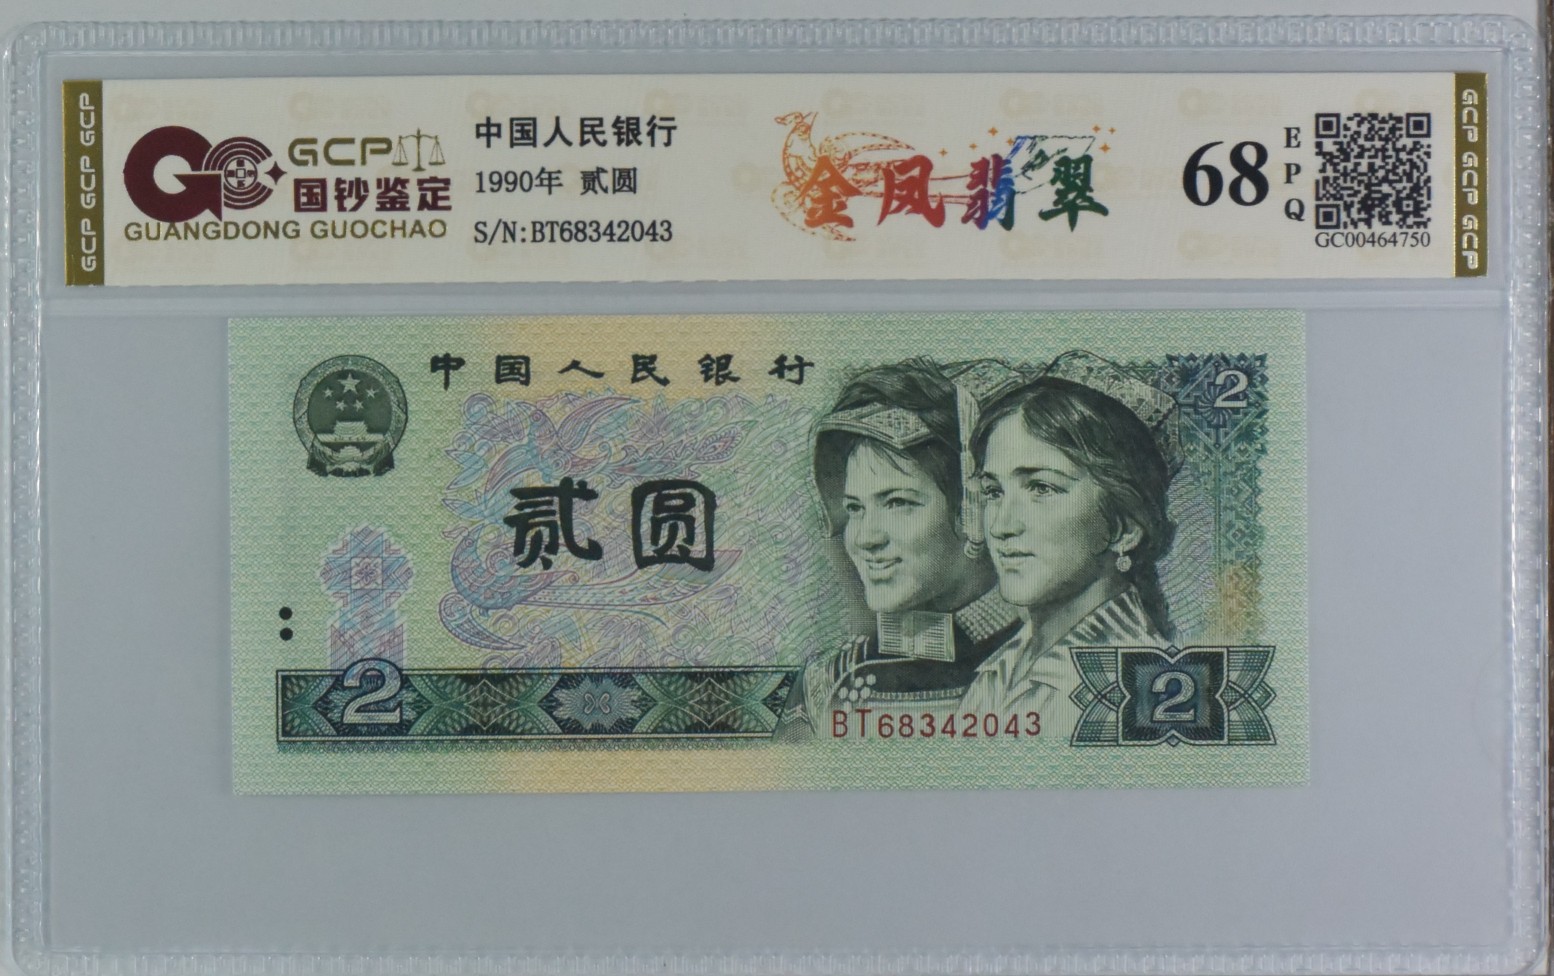 GCP GCP GCP
GCP
国钞鉴定
GUANGDONG GUOCHAO
中国人民银行
1990年 贰圆
S/N:BT68342043
金凤翡翠
68
EPQ
GC00464750
GCP GCP GCP
中国人民银行
2
贰圆
2
BT68342043
2